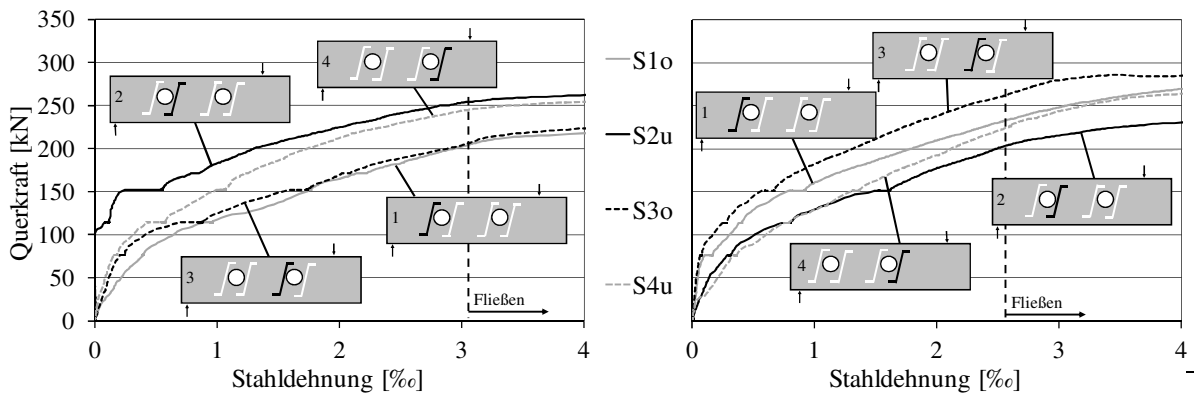 350
300
250
200
150
100
50
0
Querkraft [kN]
0 1 2 3 4
Stahldehnung [‰]
2
4
1
3
Fließen
S1o
S2u
S3o
S4u
3
1
2
4
Fließen
0 1 2 3 4
Stahldehnung [‰]